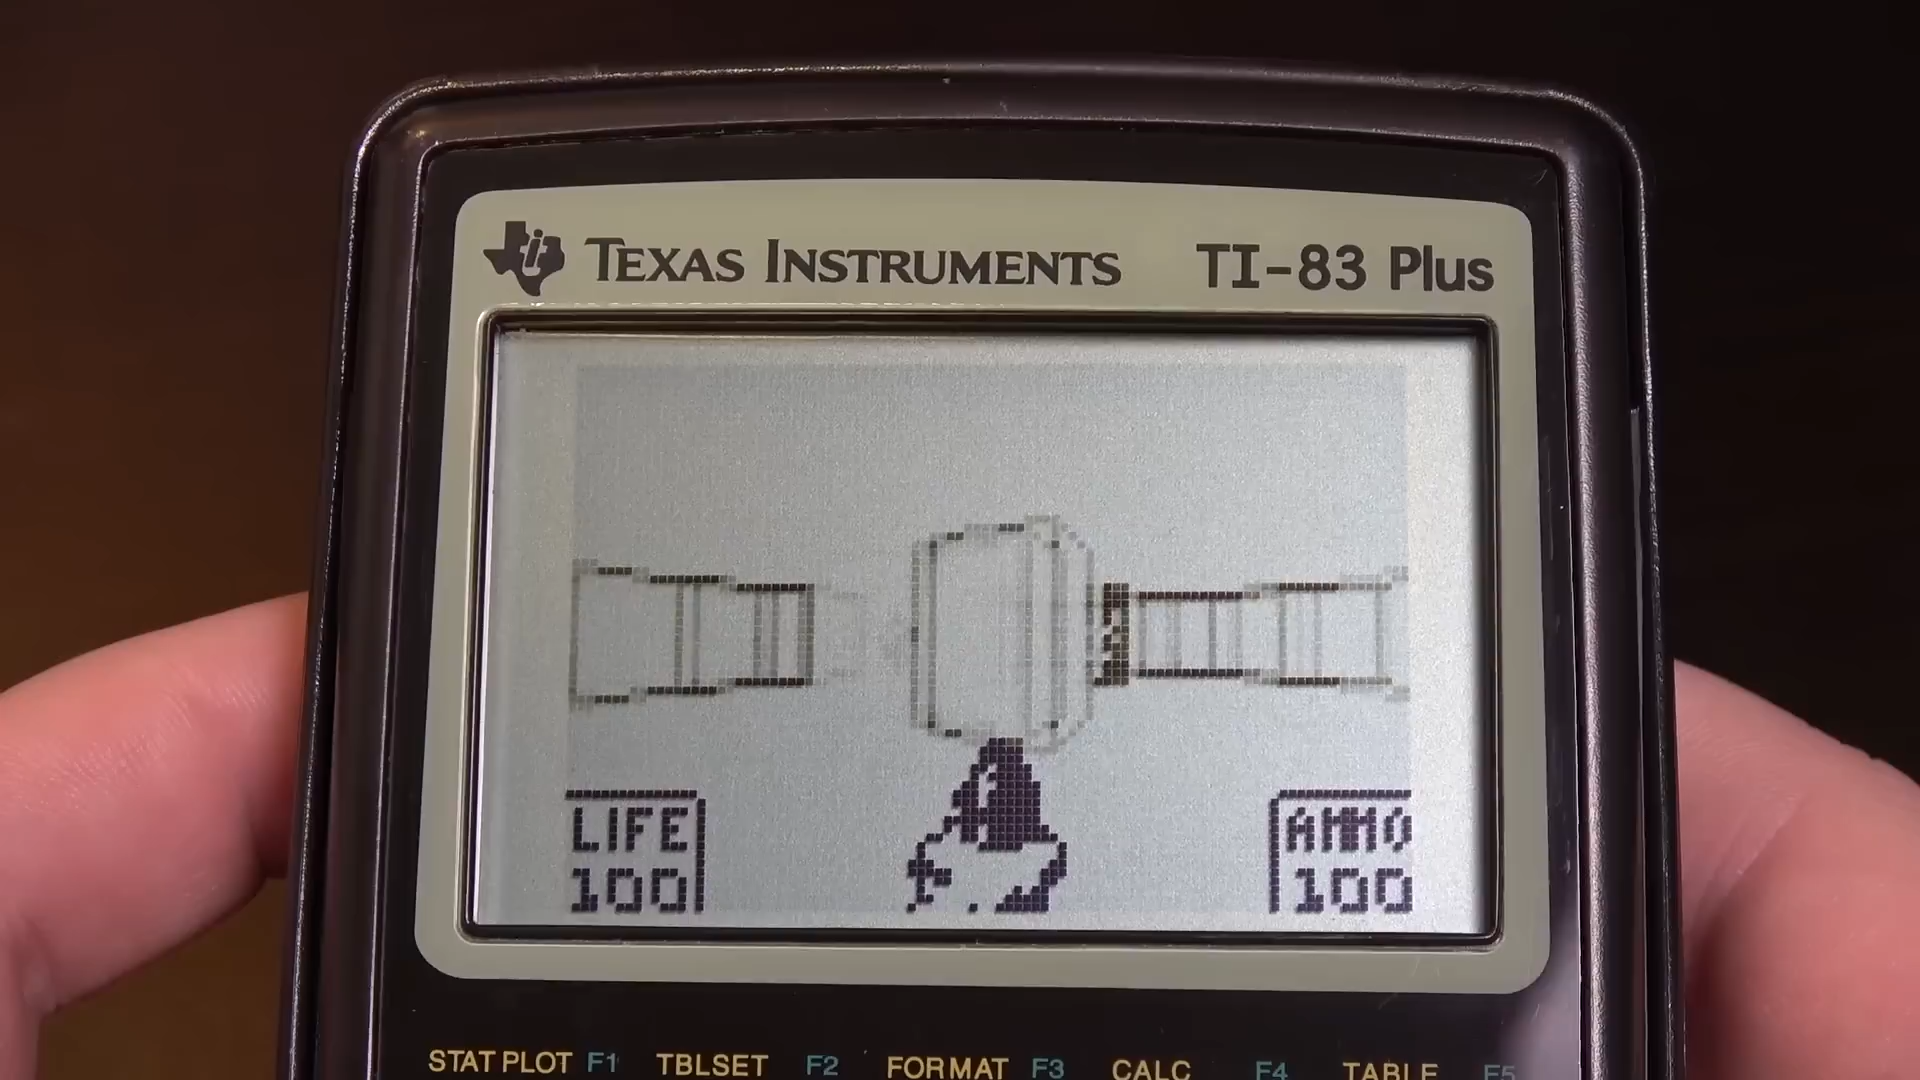 TEXAS INSTRUMENTS TI-83 Plus
LIFE AMMO
100 100
STAT PLOT F1 TBLSET F2 FORMAT F3 CALC F4 TABLE F5